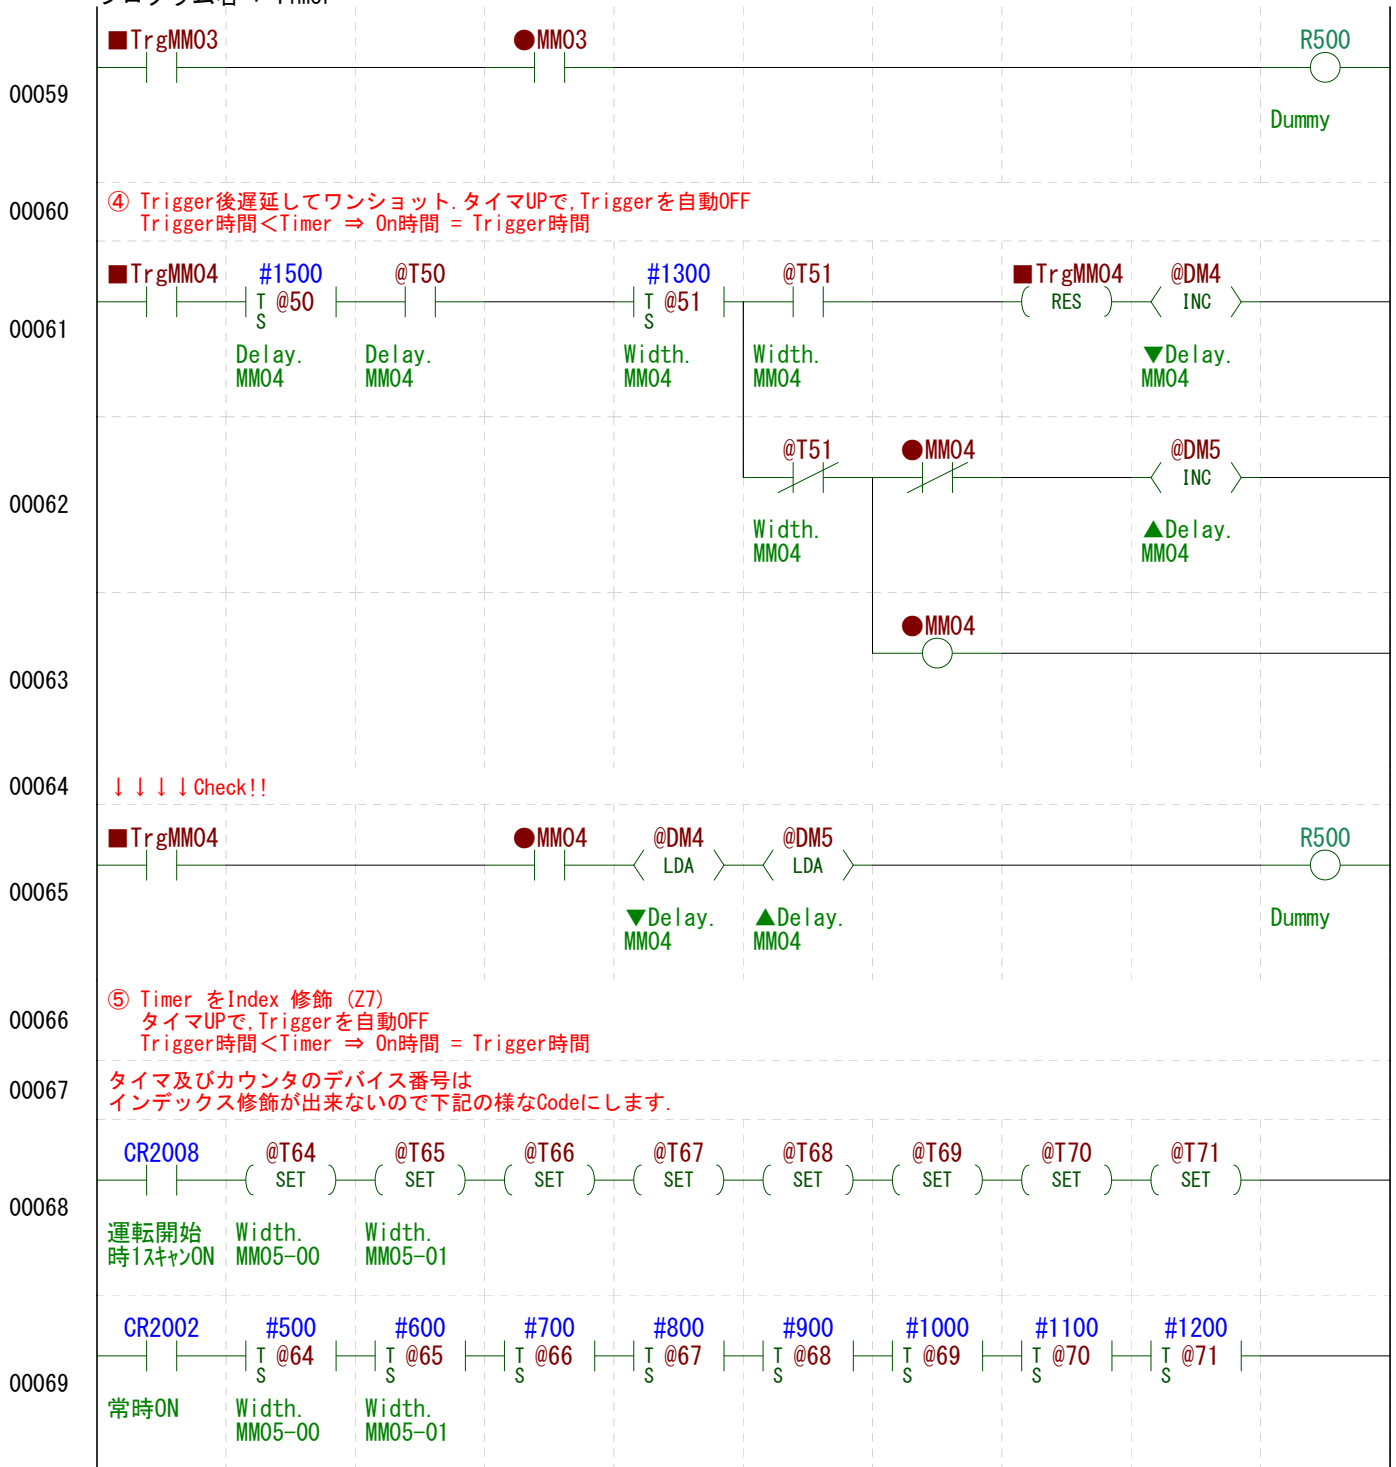 ■TrgMM03 ●MM03 R500
00059
Dummy
④ Trigger後遅延してワンショット.タイマUPで,Triggerを自動OFF
00060
Trigger時間<Timer ⇒ On時間 = Trigger時間
■TrgMM04 #1500 @T50 #1300 @T51 ■TrgMM04 @DM4
T @50 T @51 RES INC
S S
00061
Delay. Delay. Width. Width. ▼Delay.
MM04 MM04 MM04 MM04 MM04
@T51 ●MM04 @DM5
INC
00062
Width. ▲Delay.
MM04 MM04
●MM04
00063
00064 ↓↓↓↓Check!!
■TrgMM04 ●MM04 @DM4 @DM5 R500
LDA LDA
00065
▼Delay. ▲Delay. Dummy
MM04 MM04
⑤ Timer をIndex 修飾 (Z7)
00066 タイマUPで,Triggerを自動OFF
Trigger時間<Timer ⇒ On時間 = Trigger時間
00067 タイマ及びカウンタのデバイス番号は
インデックス修飾が出来ないので下記の様なCodeにします.
CR2008 @T64 @T65 @T66 @T67 @T68 @T69 @T70 @T71
SET SET SET SET SET SET SET SET
00068
運転開始 Width. Width.
時1スキャンON MM05-00 MM05-01
CR2002 #500 #600 #700 #800 #900 #1000 #1100 #1200
T @64 T @65 T @66 T @67 T @68 T @69 T @70 T @71
S S S S S S S S
00069
常時ON Width. Width.
MM05-00 MM05-01